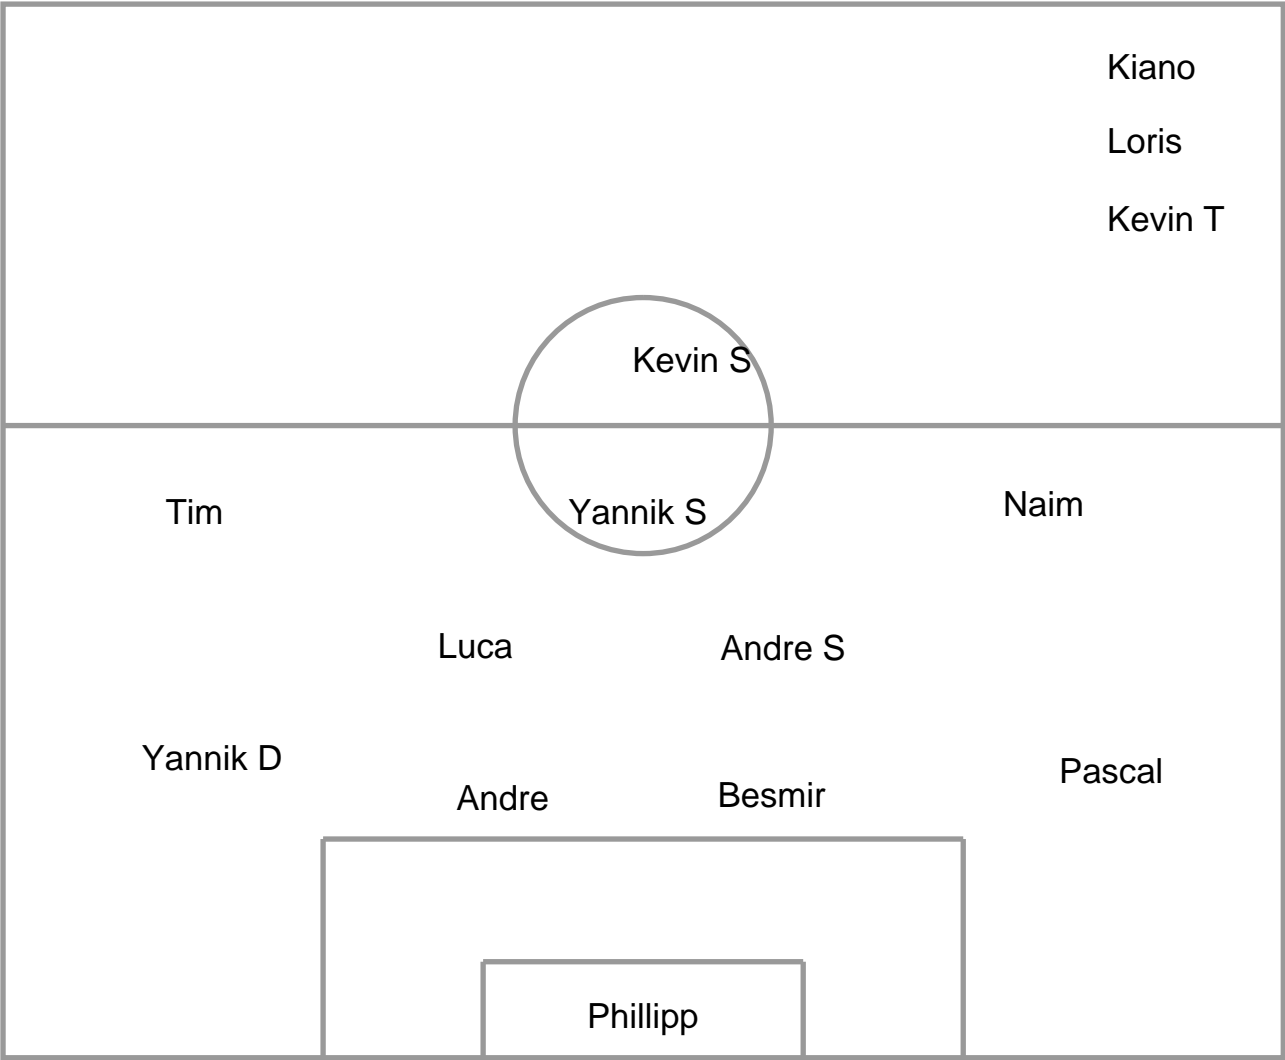 Kiano
Loris
Kevin T
Kevin S
Tim
Yannik S
Naim
Luca
Andre S
Yannik D
Andre
Besmir
Pascal
Phillipp